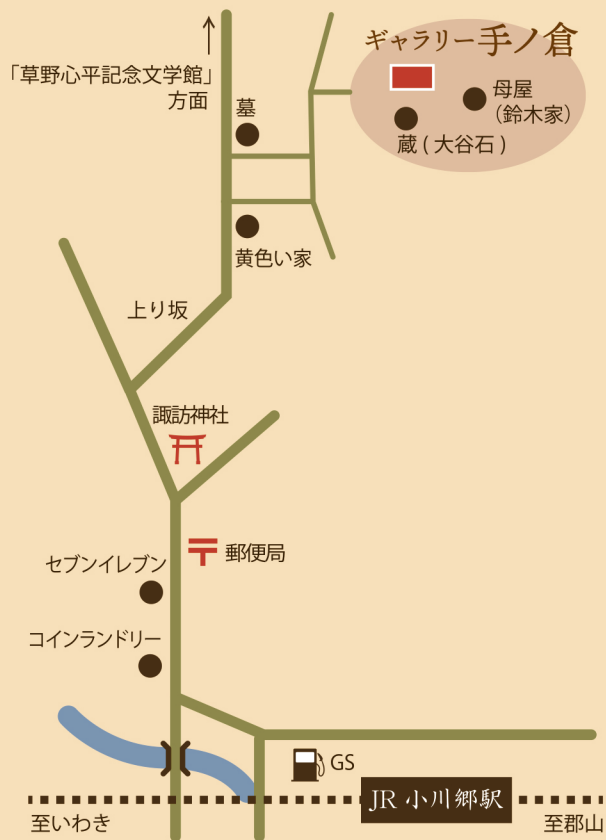 ギャラリー手ノ倉
「草野心平記念文学館」
方面
母屋
（鈴木家）
蔵 ( 大谷石 )
墓
黄色い家
上り坂
諏訪神社
郵便局
セブンイレブン
コインランドリー
GS
JR 小川郷駅
至いわき
至郡山